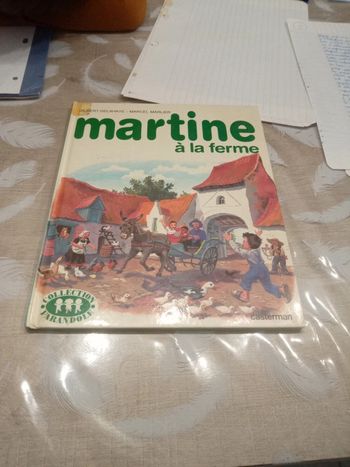 GILBERT DELAHAYE - MARCEL MARLIER
martine
à la ferme
COLLECTION
FARANDOLE
casterman